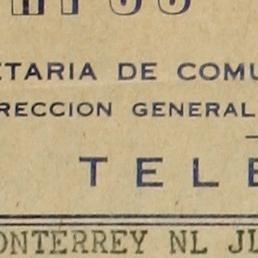 ETARIA DE COMU
RECCION GENERAL
TELE
ONTERREY NL JL